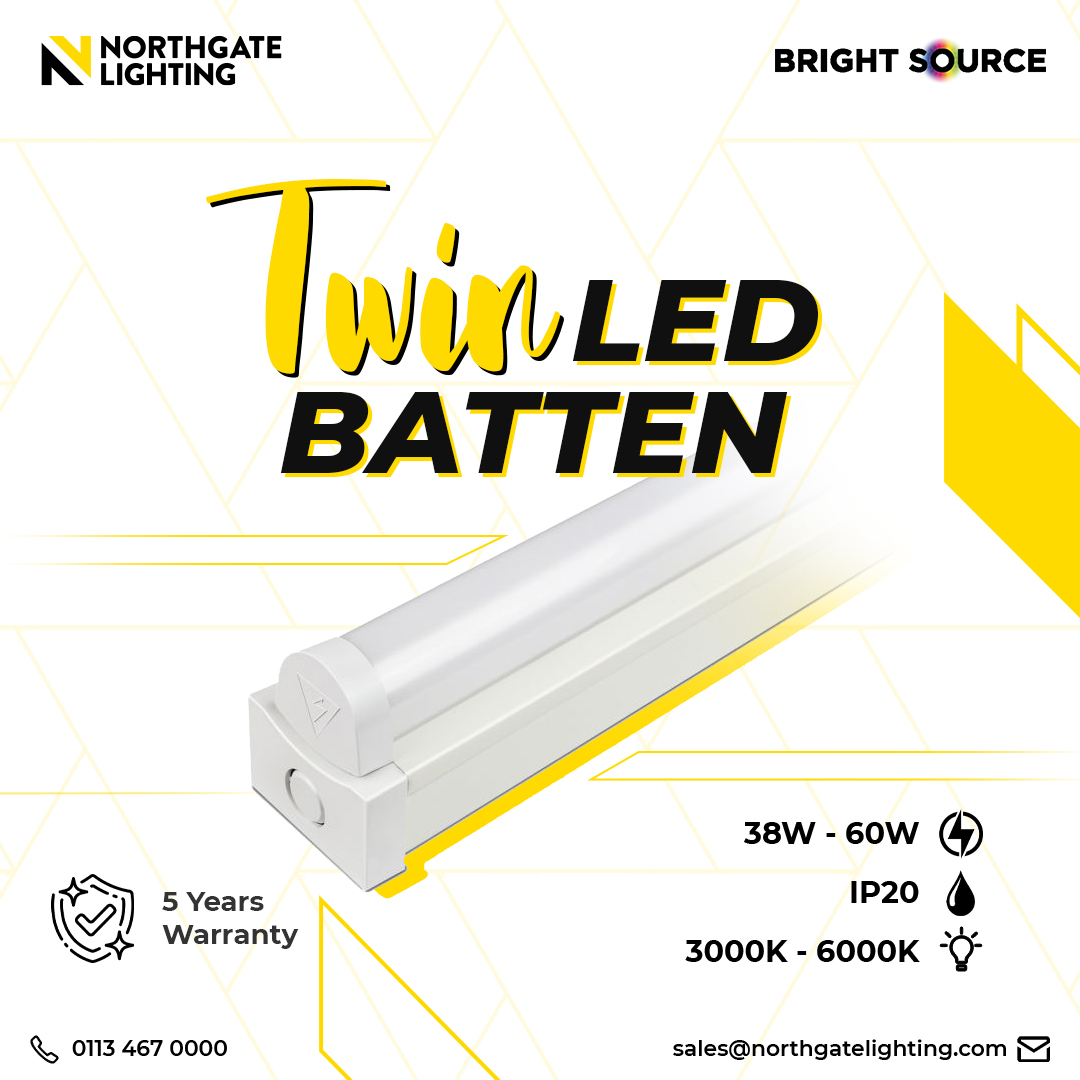 NORTHGATE
LIGHTING
BRIGHT SOURCE
Twin LED
BATTEN
38W - 60W
IP20
3000K - 6000K
5 Years
Warranty
0113 467 0000
sales@northgatelighting.com